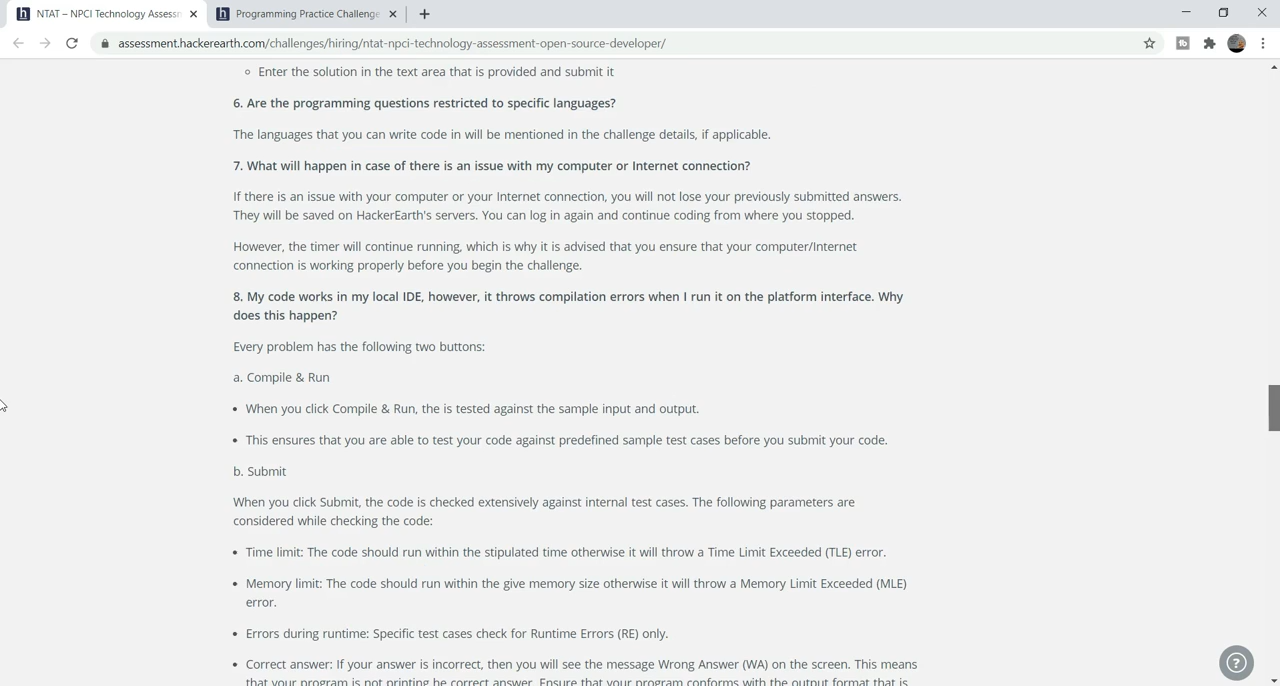 NTAT – NPCI Technology Assessm
Programming Practice Challenge
assessment.hackerearth.com/challenges/hiring/ntat-npci-technology-assessment-open-source-developer/
Enter the solution in the text area that is provided and submit it
6. Are the programming questions restricted to specific languages?
The languages that you can write code in will be mentioned in the challenge details, if applicable.
7. What will happen in case of there is an issue with my computer or Internet connection?
If there is an issue with your computer or your Internet connection, you will not lose your previously submitted answers.
They will be saved on HackerEarth's servers. You can log in again and continue coding from where you stopped.
However, the timer will continue running, which is why it is advised that you ensure that your computer/Internet
connection is working properly before you begin the challenge.
8. My code works in my local IDE, however, it throws compilation errors when I run it on the platform interface. Why
does this happen?
Every problem has the following two buttons:
a. Compile & Run
• When you click Compile & Run, the is tested against the sample input and output.
• This ensures that you are able to test your code against predefined sample test cases before you submit your code.
b. Submit
When you click Submit, the code is checked extensively against internal test cases. The following parameters are
considered while checking the code:
• Time limit: The code should run within the stipulated time otherwise it will throw a Time Limit Exceeded (TLE) error.
• Memory limit: The code should run within the give memory size otherwise it will throw a Memory Limit Exceeded (MLE)
error.
• Errors during runtime: Specific test cases check for Runtime Errors (RE) only.
• Correct answer: If your answer is incorrect, then you will see the message Wrong Answer (WA) on the screen. This means
that your program is not printing he correct answer. Ensure that your program conforms with the output format that is